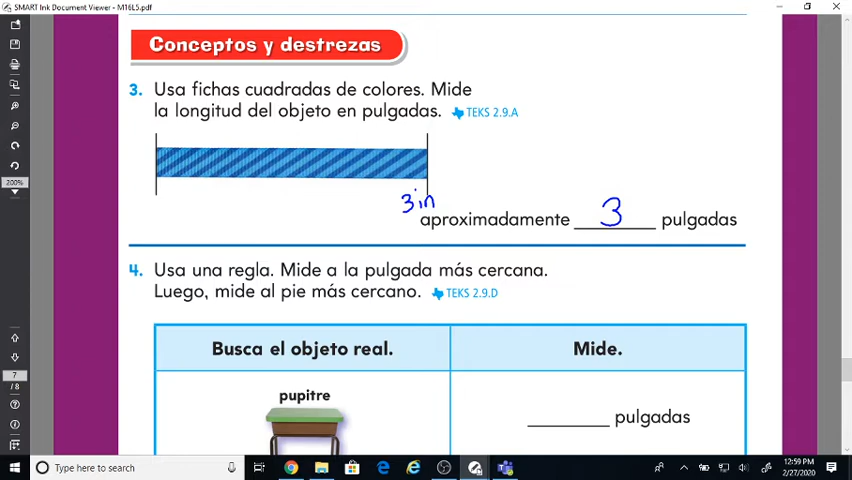 SMART Ink Document Viewer - M16L5.pdf
Conceptos y destrezas
3. Usa fichas cuadradas de colores. Mide
la longitud del objeto en pulgadas. TEKS 2.9.A
3in
aproximadamente 3 pulgadas
4. Usa una regla. Mide a la pulgada más cercana.
Luego, mide al pie más cercano. TEKS 2.9.D
Busca el objeto real. Mide.
pupitre
pulgadas
200%
7
/ 8
Type here to search
12:59 PM
2/27/2020